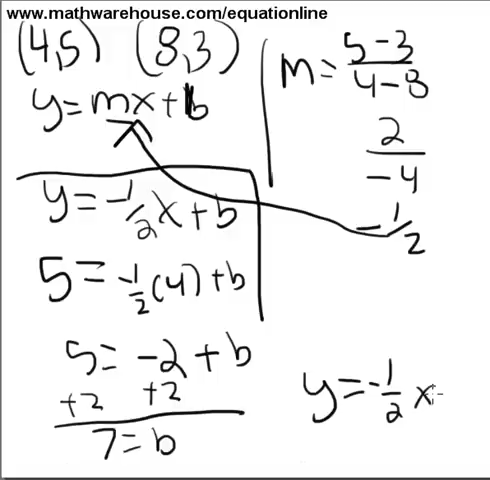 www.mathwarehouse.com/equationline
(4,5) (8,3)
y=mx+b
m=5-3/4-8
2/-4
-1/2
y=-1/2x+b
5=-1/2(4)+b
5=-2+b
+2 +2
7=b
y=-1/2x